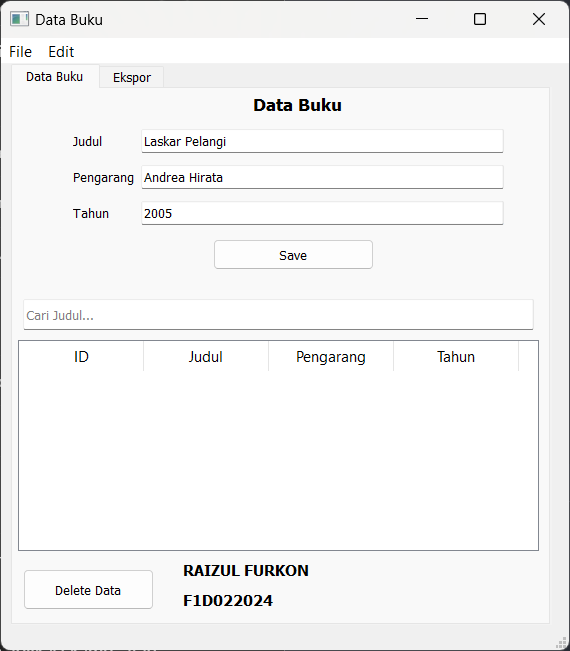 Data Buku
File Edit
Data Buku Ekspor
Data Buku
Judul Laskar Pelangi
Pengarang Andrea Hirata
Tahun 2005
Save
Cari Judul...
ID Judul Pengarang Tahun
RAIZUL FURKON
Delete Data
F1D022024